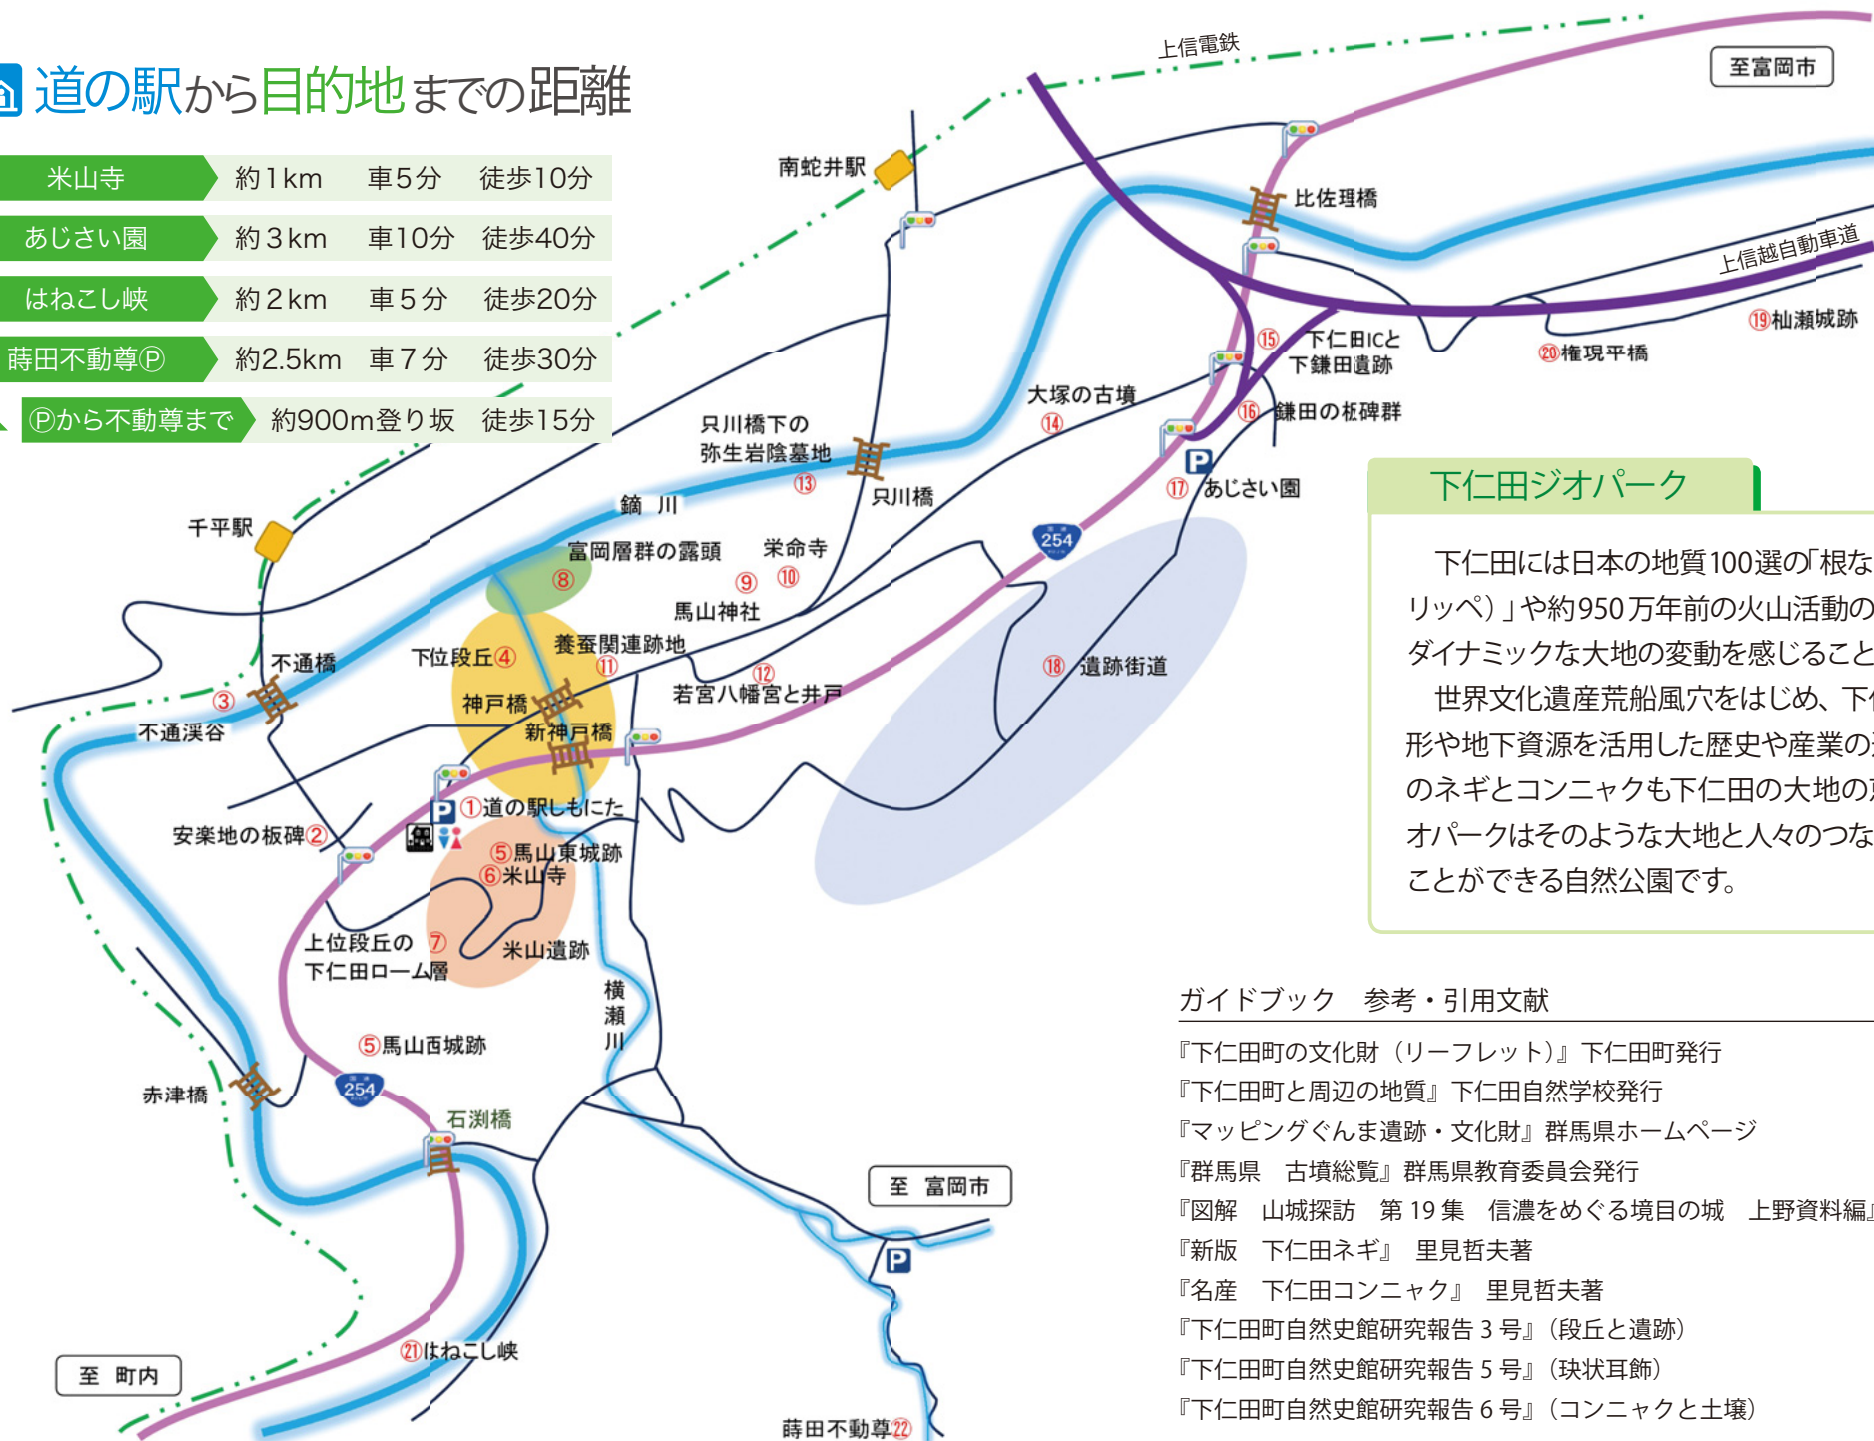 道の駅から目的地までの距離
米山寺 約1km 車5分 徒歩10分
あじさい園 約3km 車10分 徒歩40分
はねこし峡 約2km 車5分 徒歩20分
蒔田不動尊Ⓟ 約2.5km 車7分 徒歩30分
Ⓟから不動尊まで 約900m登り坂 徒歩15分
上信電鉄
至富岡市
南蛇井駅
比佐理橋
上信越自動車道
⑲杣瀬城跡
⑳権現平橋
⑮ 下仁田ICと
下鎌田遺跡
大塚の古墳
⑭
⑯ 鎌田の板碑群
只川橋下の
弥生岩陰墓地
⑬
只川橋
P
⑰ あじさい園
鏑 川
千平駅
254
富岡層群の露頭
⑧
栄命寺
⑨ ⑩
馬山神社
養蚕関連跡地
⑪
下位段丘④
不通橋
③
不通渓谷
神戸橋
新神戸橋
⑫
若宮八幡宮と井戸
⑱ 遺跡街道
P ①道の駅しもにた
安楽地の板碑②
⑤馬山東城跡
⑥米山寺
上位段丘の ⑦
下仁田ローム層
米山遺跡
横瀬川
⑤馬山西城跡
254
赤津橋
石渕橋
至 富岡市
P
㉑はねこし峡
至 町内
蒔田不動尊㉒
下仁田ジオパーク
下仁田には日本の地質100選の「根な
リッペ）」や約950万年前の火山活動の
ダイナミックな大地の変動を感じること
世界文化遺産荒船風穴をはじめ、下
形や地下資源を活用した歴史や産業の
のネギとコンニャクも下仁田の大地の
オパークはそのような大地と人々のつな
ことができる自然公園です。
ガイドブック 参考・引用文献
『下仁田町の文化財（リーフレット）』下仁田町発行
『下仁田町と周辺の地質』下仁田自然学校発行
『マッピングぐんま遺跡・文化財』群馬県ホームページ
『群馬県 古墳総覧』群馬県教育委員会発行
『図解 山城探訪 第19集 信濃をめぐる境目の城 上野資料編』
『新版 下仁田ネギ』 里見哲夫著
『名産 下仁田コンニャク』 里見哲夫著
『下仁田町自然史館研究報告3号』（段丘と遺跡）
『下仁田町自然史館研究報告5号』（玦状耳飾）
『下仁田町自然史館研究報告6号』（コンニャクと土壌）